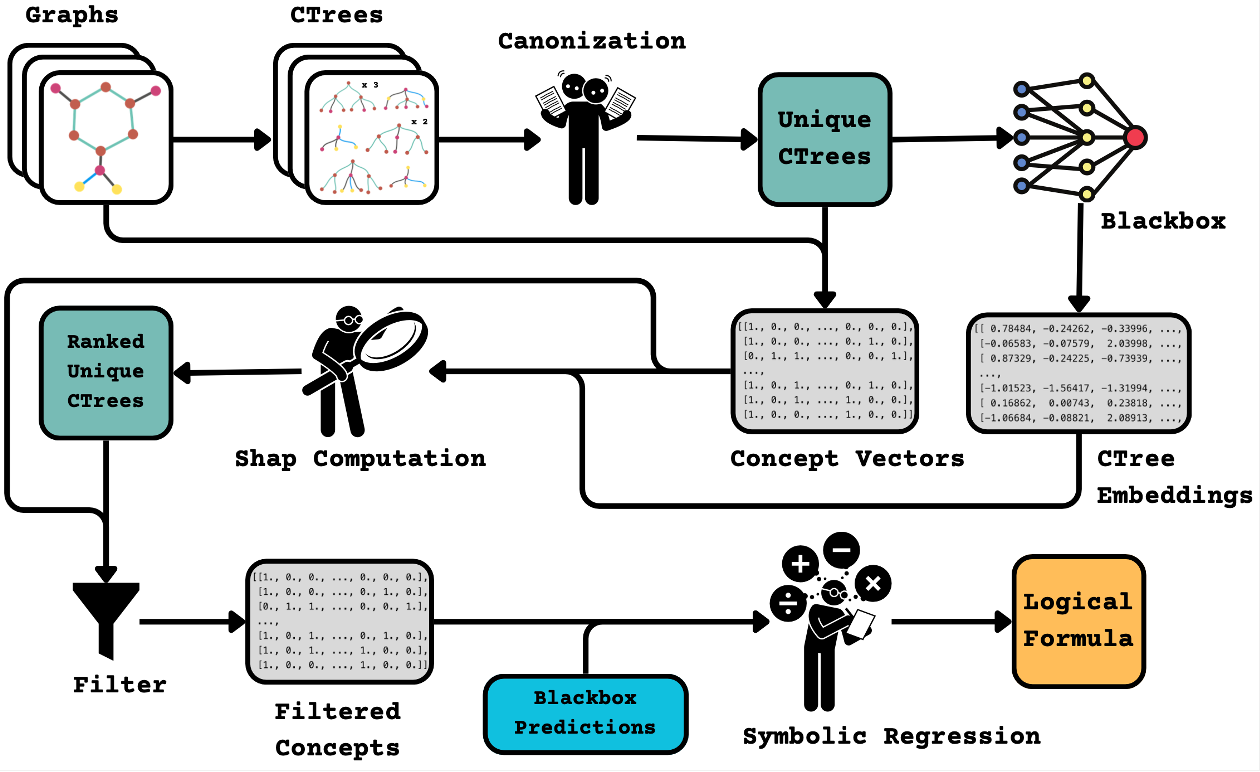 Graphs
CTrees
Canonization
x 3
x 2
Unique
CTrees
Blackbox
Ranked
Unique
CTrees
Shap Computation
[[1., 0., 0., ..., 0., 0., 0.],
[1., 0., 0., ..., 0., 1., 0.],
[0., 1., 1., ..., 0., 0., 1.],
...,
[1., 0., 1., ..., 0., 1., 0.],
[1., 0., 1., ..., 1., 0., 0.],
[1., 0., 0., ..., 1., 0., 0.]]
Concept Vectors
[[ 0.78484, -0.24262, -0.33996, ...,
[-0.06583, -0.07579, 2.03998, ...,
[ 0.87329, -0.24225, -0.73939, ...,
...,
[-1.01523, -1.56417, -1.31994, ...,
[ 0.16862, 0.00743, 0.23818, ...,
[-1.06684, -0.08821, 2.08913, ...,
CTree
Embeddings
Filter
[[1., 0., 0., ..., 0., 0., 0.],
[1., 0., 0., ..., 0., 1., 0.],
[0., 1., 1., ..., 0., 0., 1.],
...,
[1., 0., 1., ..., 0., 1., 0.],
[1., 0., 1., ..., 1., 0., 0.],
[1., 0., 0., ..., 1., 0., 0.]]
Filtered
Concepts
Blackbox
Predictions
Symbolic Regression
Logical
Formula